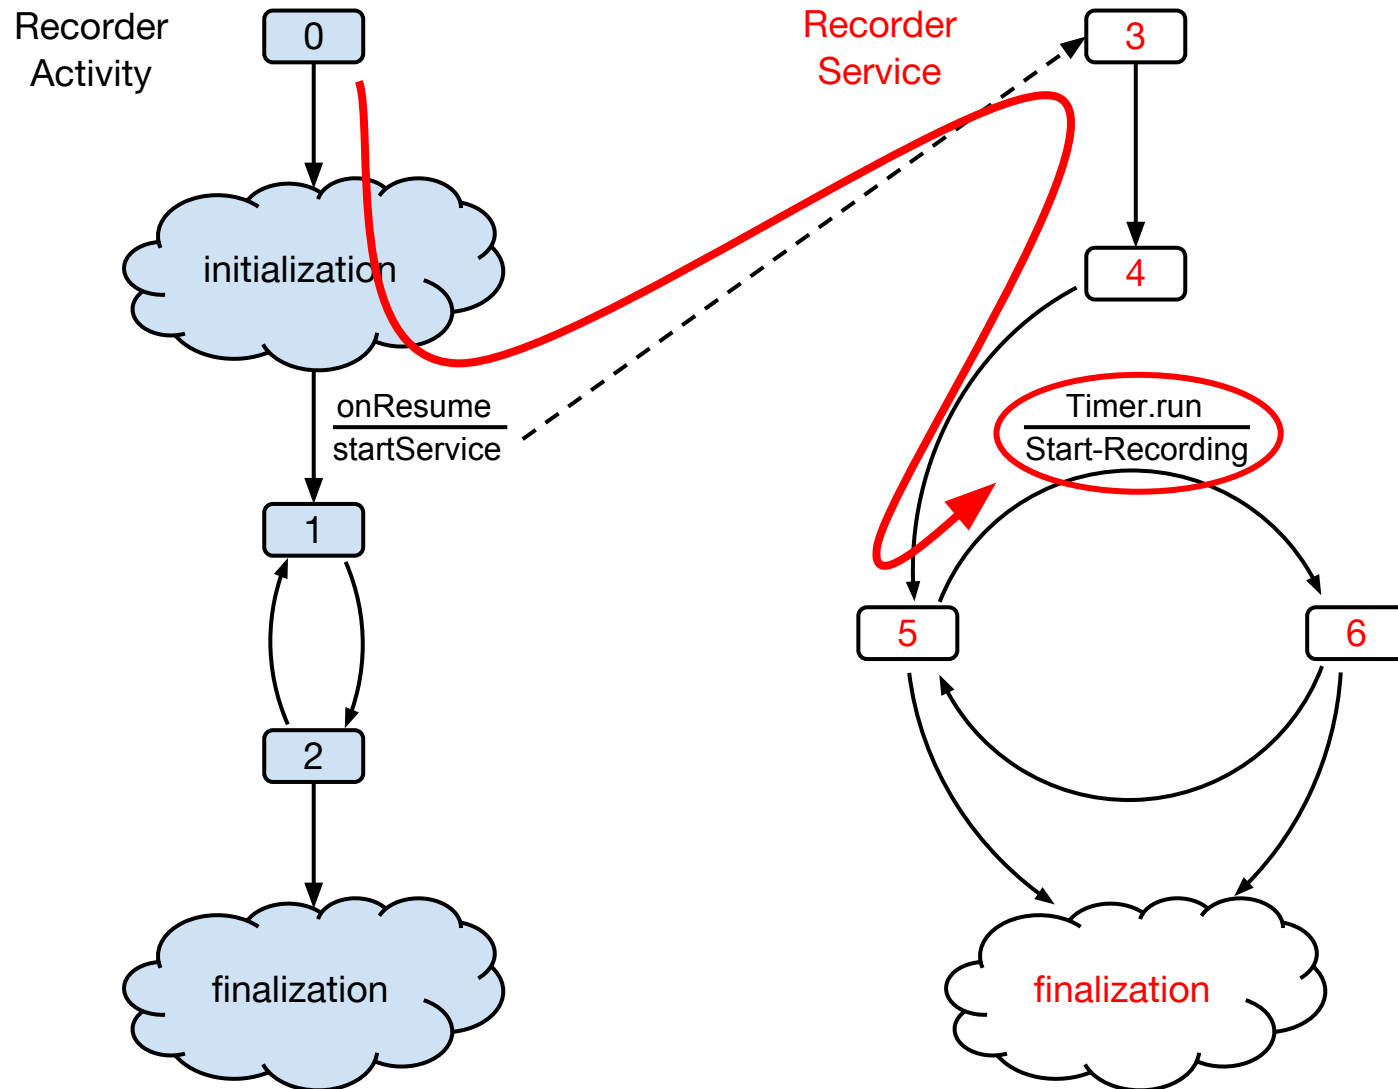 Recorder
Activity
0
initialization
onResume
startService
1
2
finalization
Recorder
Service
3
4
Timer.run
Start-Recording
5
6
finalization